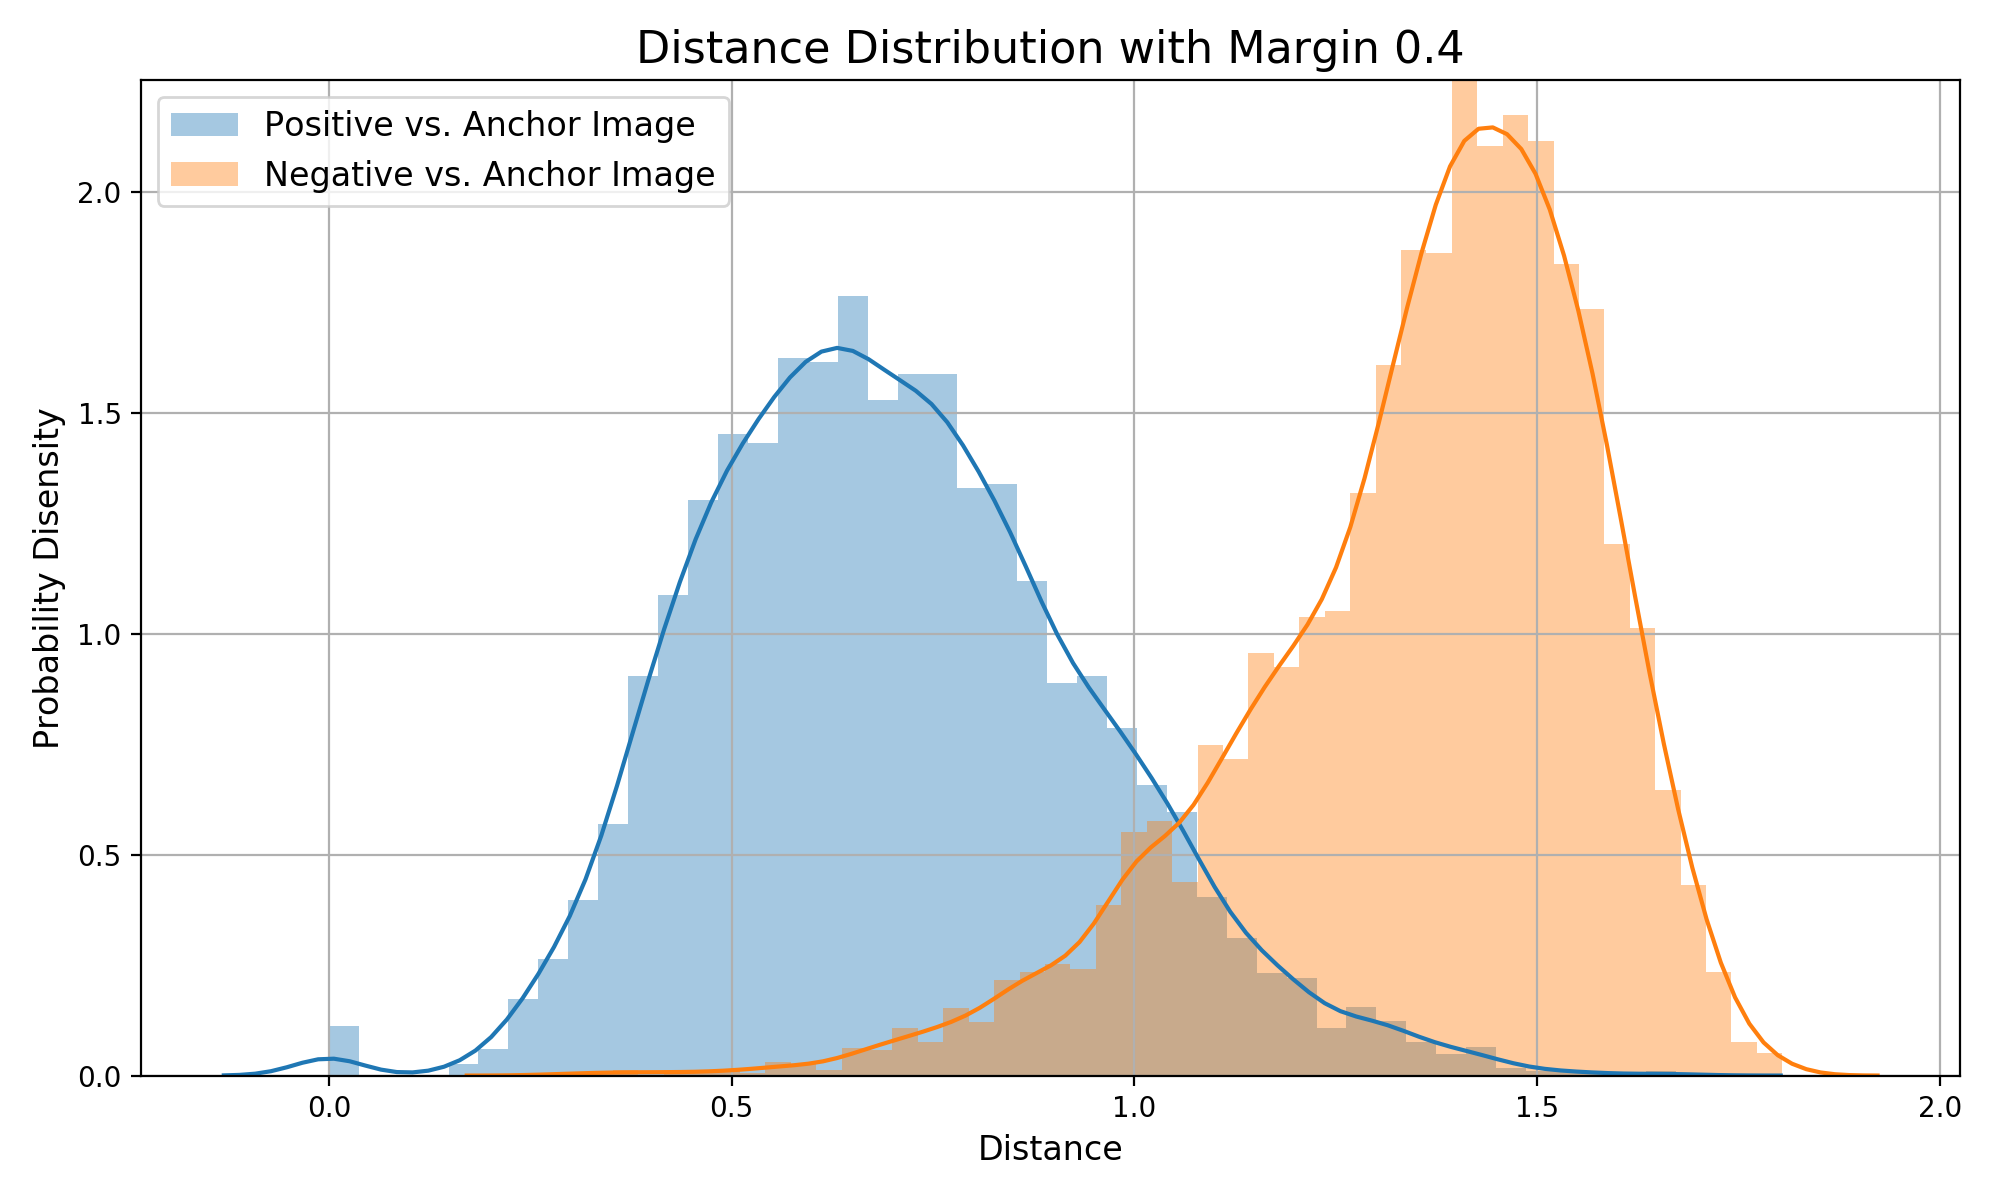 Distance Distribution with Margin 0.4
Positive vs. Anchor Image
Negative vs. Anchor Image
Probability Disensity
2.0
1.5
1.0
0.5
0.0
0.0 0.5 1.0 1.5 2.0
Distance